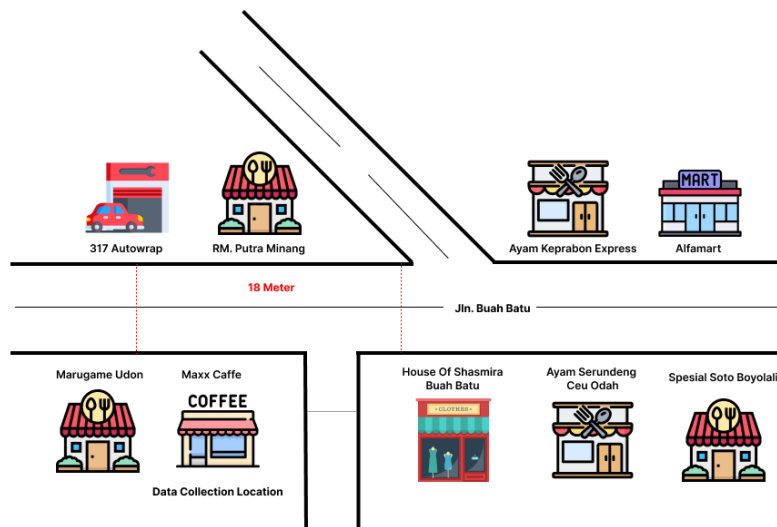 MART
317 Autowrap
RM. Putra Minang
Ayam Keprabon Express
Alfamart
18 Meter
Jln. Buah Batu
Marugame Udon
Maxx Caffe
House Of Shasmira
Buah Batu
Ayam Serundeng
Ceu Odah
Spesial Soto Boyolali
COFFEE
CLOTHES
Data Collection Location